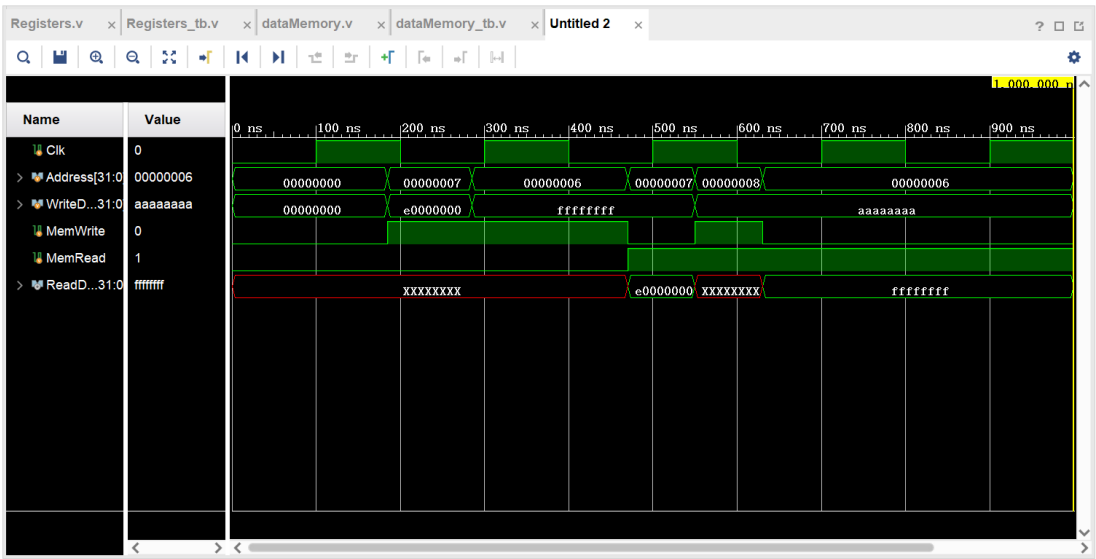 Registers.v × Registers_tb.v × dataMemory.v × dataMemory_tb.v × Untitled 2 × ?
1,000.000 n
Name Value 0 ns 100 ns 200 ns 300 ns 400 ns 500 ns 600 ns 700 ns 800 ns 900 ns
Clk 0
Address[31:0 00000006 00000000 00000007 00000006 00000007 00000008 00000006
WriteD...31:0 aaaaaaaa 00000000 e0000000 ffffffff aaaaaaaa
MemWrite 0
MemRead 1
ReadD...31:0 ffffffff XXXXXXXX e0000000 XXXXXXXX ffffffff